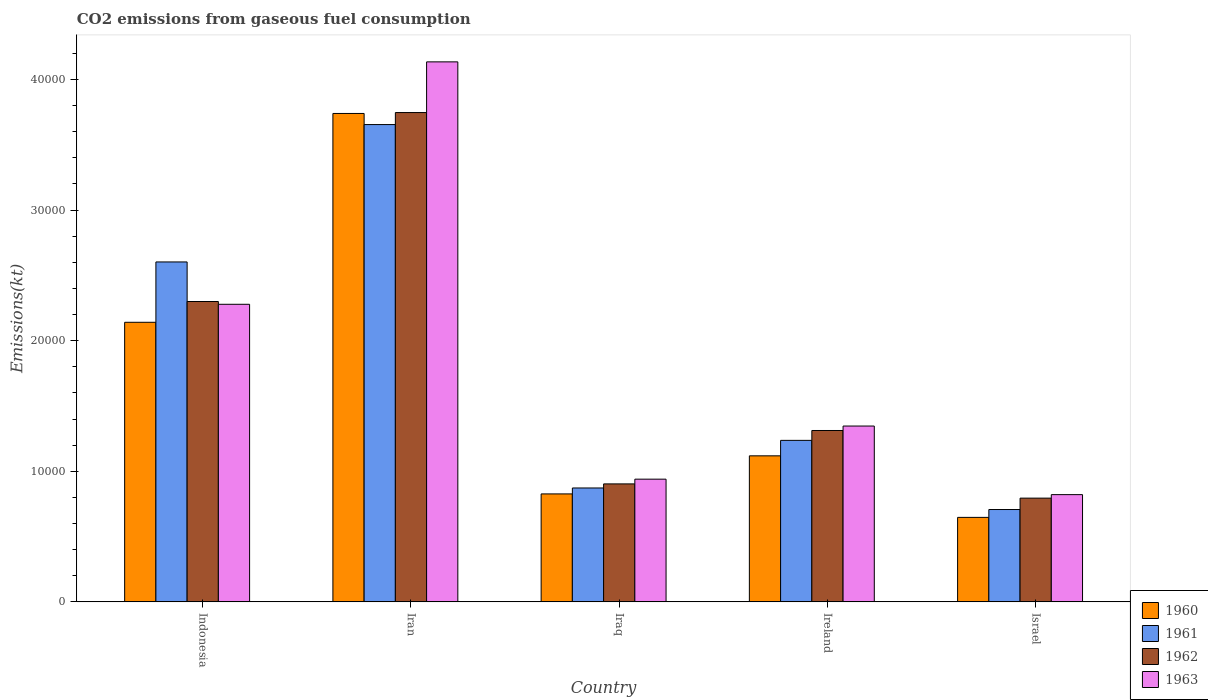 CO2 emissions from gaseous fuel consumption
Emissions(kt)
40000
30000
20000
10000
0
Indonesia
Iran
Iraq
Ireland
Israel
Country
1960
1961
1962
1963